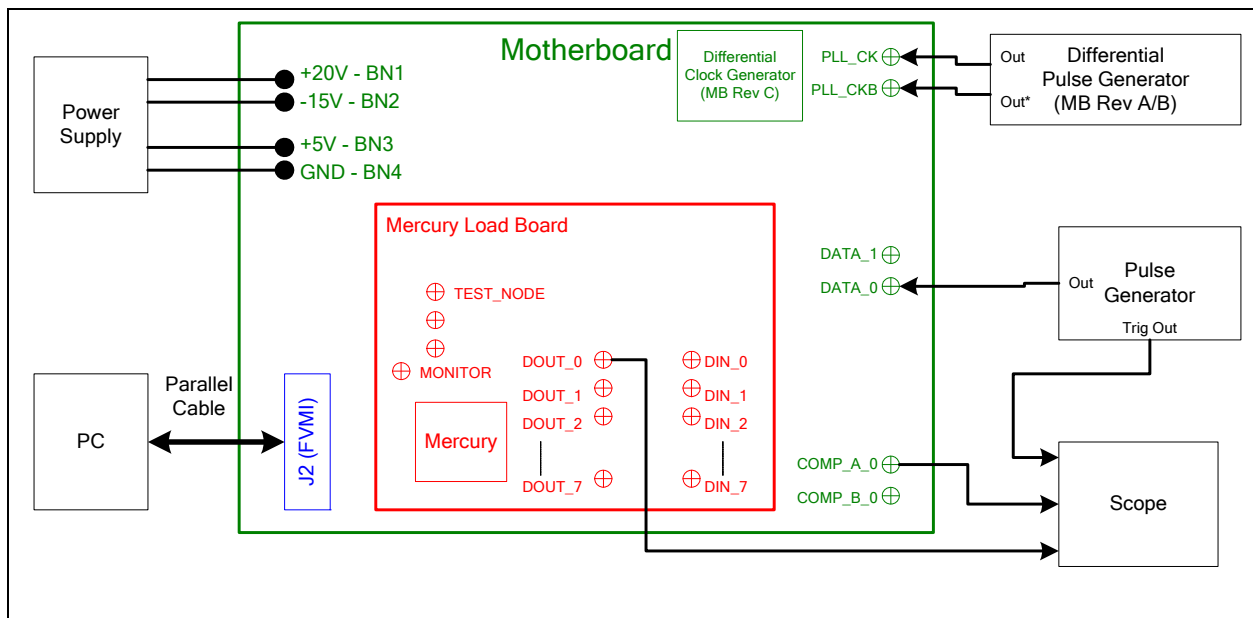 Motherboard
Power
Supply
+20V - BN1
-15V - BN2
+5V - BN3
GND - BN4
Differential
Clock Generator
(MB Rev C)
PLL_CK
PLL_CKB
Out
Out*
Differential
Pulse Generator
(MB Rev A/B)
Mercury Load Board
TEST_NODE
MONITOR
Mercury
DOUT_0
DOUT_1
DOUT_2
DOUT_7
DIN_0
DIN_1
DIN_2
DIN_7
DATA_1
DATA_0
Out
Pulse
Generator
Trig Out
PC
Parallel
Cable
J2 (FVMI)
COMP_A_0
COMP_B_0
Scope